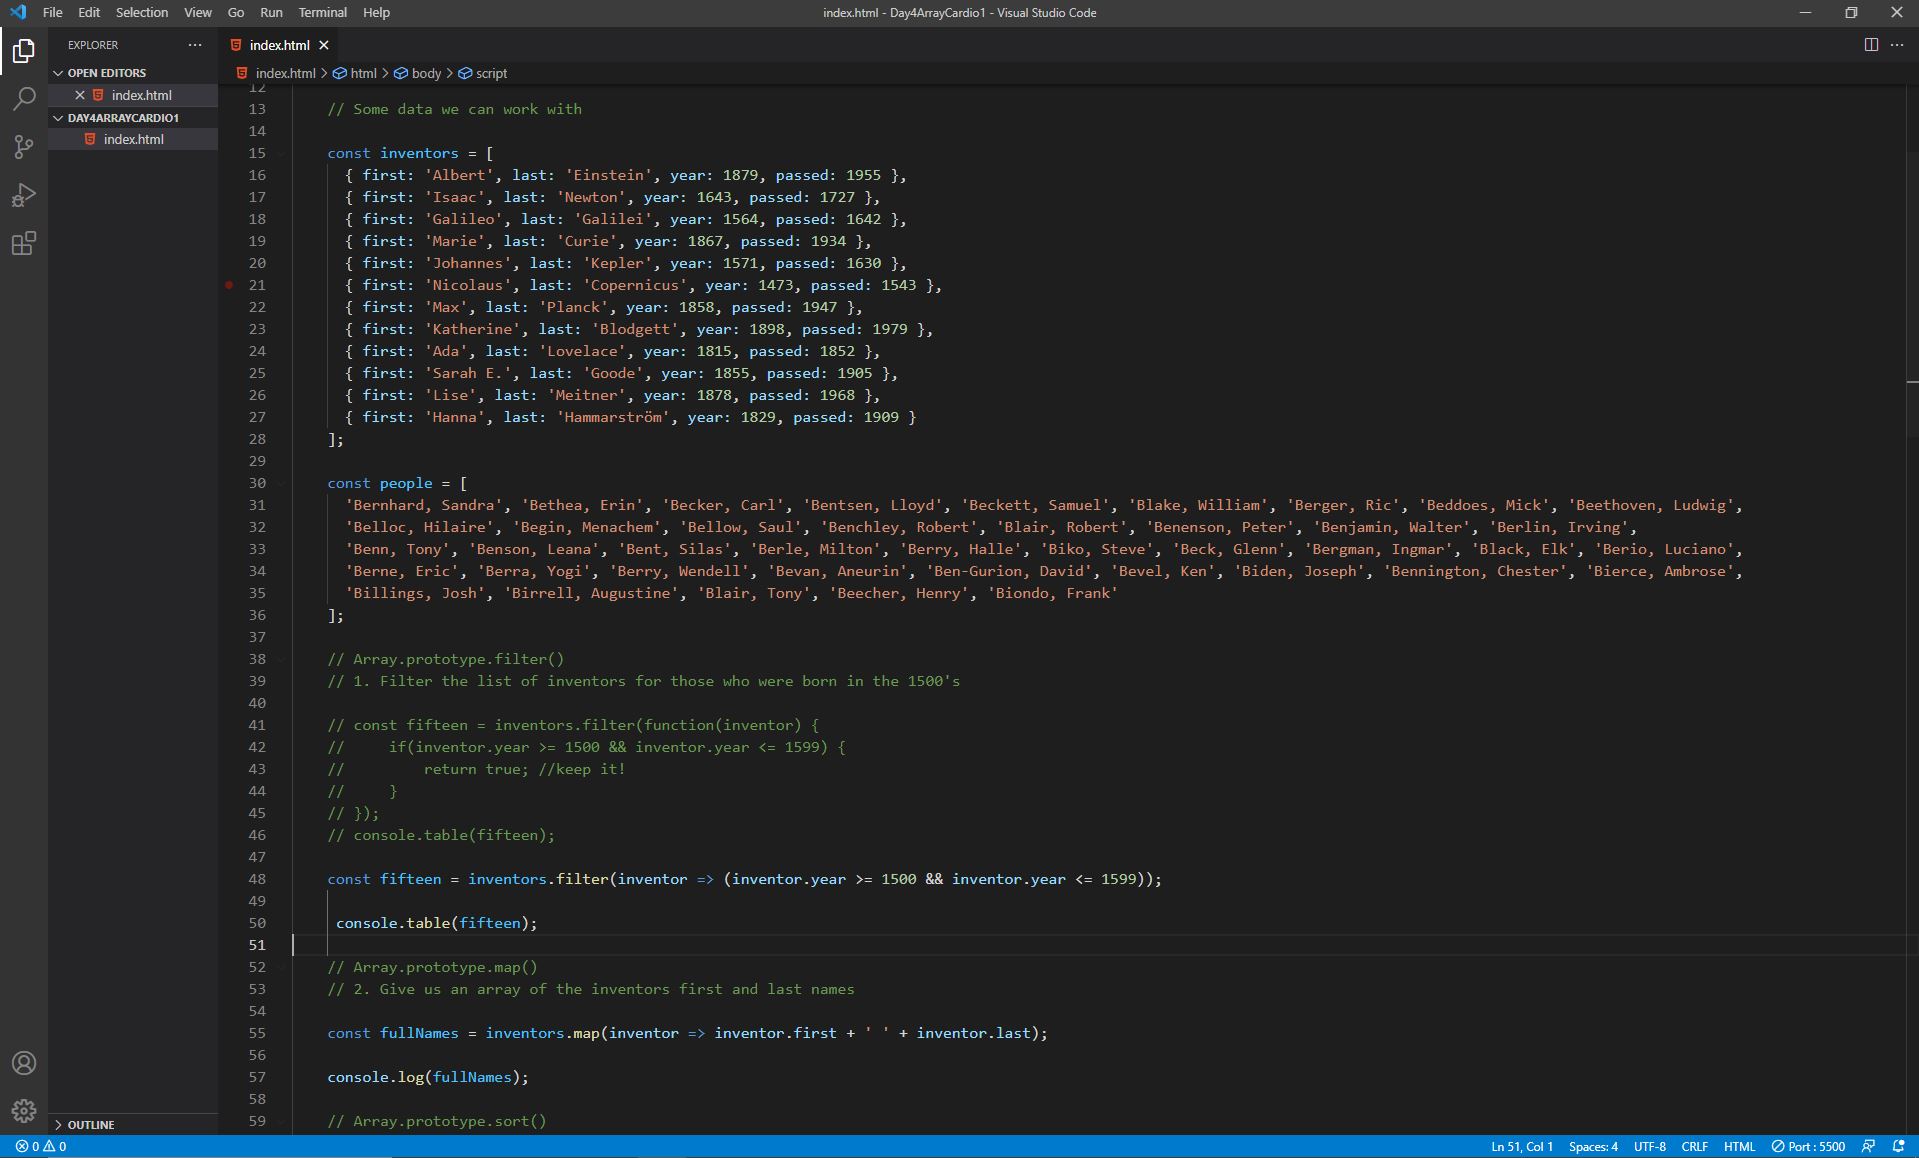 File Edit Selection View Go Run Terminal Help
index.html - Day4ArrayCardio1 - Visual Studio Code
EXPLORER
OPEN EDITORS
index.html
DAY4ARRAYCARDIO1
index.html
OUTLINE
index.html
index.html > html > body > script
12
13 // Some data we can work with
14
15 const inventors = [
16 { first: 'Albert', last: 'Einstein', year: 1879, passed: 1955 },
17 { first: 'Isaac', last: 'Newton', year: 1643, passed: 1727 },
18 { first: 'Galileo', last: 'Galilei', year: 1564, passed: 1642 },
19 { first: 'Marie', last: 'Curie', year: 1867, passed: 1934 },
20 { first: 'Johannes', last: 'Kepler', year: 1571, passed: 1630 },
21 { first: 'Nicolaus', last: 'Copernicus', year: 1473, passed: 1543 },
22 { first: 'Max', last: 'Planck', year: 1858, passed: 1947 },
23 { first: 'Katherine', last: 'Blodgett', year: 1898, passed: 1979 },
24 { first: 'Ada', last: 'Lovelace', year: 1815, passed: 1852 },
25 { first: 'Sarah E.', last: 'Goode', year: 1855, passed: 1905 },
26 { first: 'Lise', last: 'Meitner', year: 1878, passed: 1968 },
27 { first: 'Hanna', last: 'Hammarström', year: 1829, passed: 1909 }
28 ];
29
30 const people = [
31 'Bernhard, Sandra', 'Bethea, Erin', 'Becker, Carl', 'Bentsen, Lloyd', 'Beckett, Samuel', 'Blake, William', 'Berger, Ric', 'Beddoes, Mick', 'Beethoven, Ludwig',
32 'Belloc, Hilaire', 'Begin, Menachem', 'Bellow, Saul', 'Benchley, Robert', 'Blair, Robert', 'Benenson, Peter', 'Benjamin, Walter', 'Berlin, Irving',
33 'Benn, Tony', 'Benson, Leana', 'Bent, Silas', 'Berle, Milton', 'Berry, Halle', 'Biko, Steve', 'Beck, Glenn', 'Bergman, Ingmar', 'Black, Elk', 'Berio, Luciano',
34 'Berne, Eric', 'Berra, Yogi', 'Berry, Wendell', 'Bevan, Aneurin', 'Ben-Gurion, David', 'Bevel, Ken', 'Biden, Joseph', 'Bennington, Chester', 'Bierce, Ambrose',
35 'Billings, Josh', 'Birrell, Augustine', 'Blair, Tony', 'Beecher, Henry', 'Biondo, Frank'
36 ];
37
38 // Array.prototype.filter()
39 // 1. Filter the list of inventors for those who were born in the 1500's
40
41 // const fifteen = inventors.filter(function(inventor) {
42 // if(inventor.year >= 1500 && inventor.year <= 1599) {
43 // return true; //keep it!
44 // }
45 // });
46 // console.table(fifteen);
47
48 const fifteen = inventors.filter(inventor => (inventor.year >= 1500 && inventor.year <= 1599));
49
50 console.table(fifteen);
51
52 // Array.prototype.map()
53 // 2. Give us an array of the inventors first and last names
54
55 const fullNames = inventors.map(inventor => inventor.first + ' ' + inventor.last);
56
57 console.log(fullNames);
58
59 // Array.prototype.sort()
0 0
Ln 51, Col 1 Spaces: 4 UTF-8 CRLF HTML Port : 5500